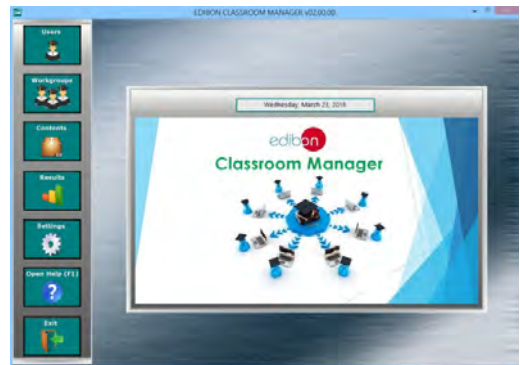 EDIBON CLASSROOM MANAGER v02.00.00
Users
Workgroups
Contents
Results
Settings
Open Help (F1)
?
Exit
Wednesday, March 23, 2016
edibon
Classroom Manager